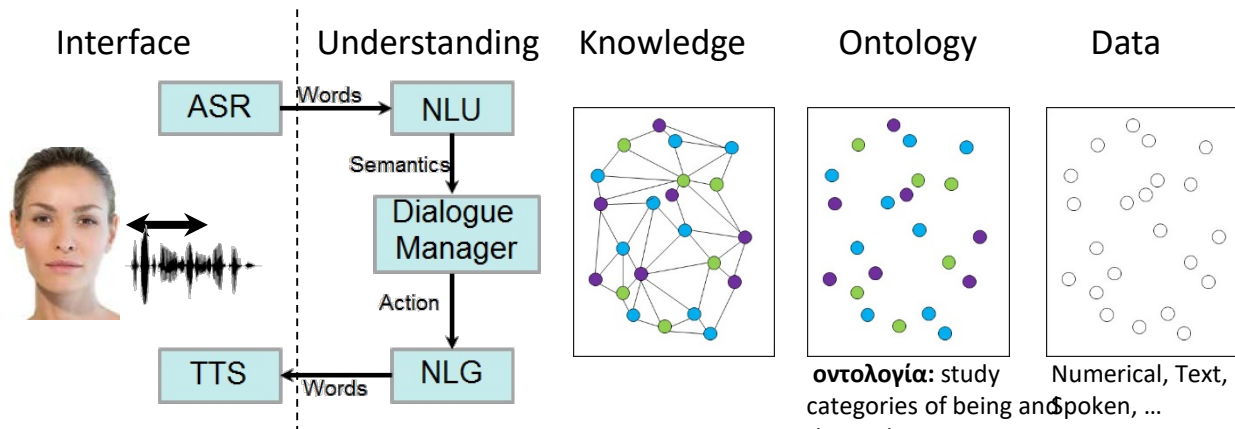 Interface
Understanding
Knowledge
Ontology
Data
ASR
Words
NLU
Semantics
Dialogue
Manager
Action
TTS
Words
NLG
οντολογία: study
categories of being and
Numerical, Text,
Spoken, ...